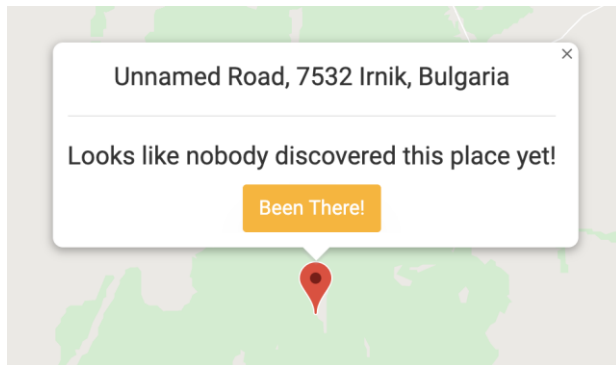 Unnamed Road, 7532 Irnik, Bulgaria
Looks like nobody discovered this place yet!
Been There!